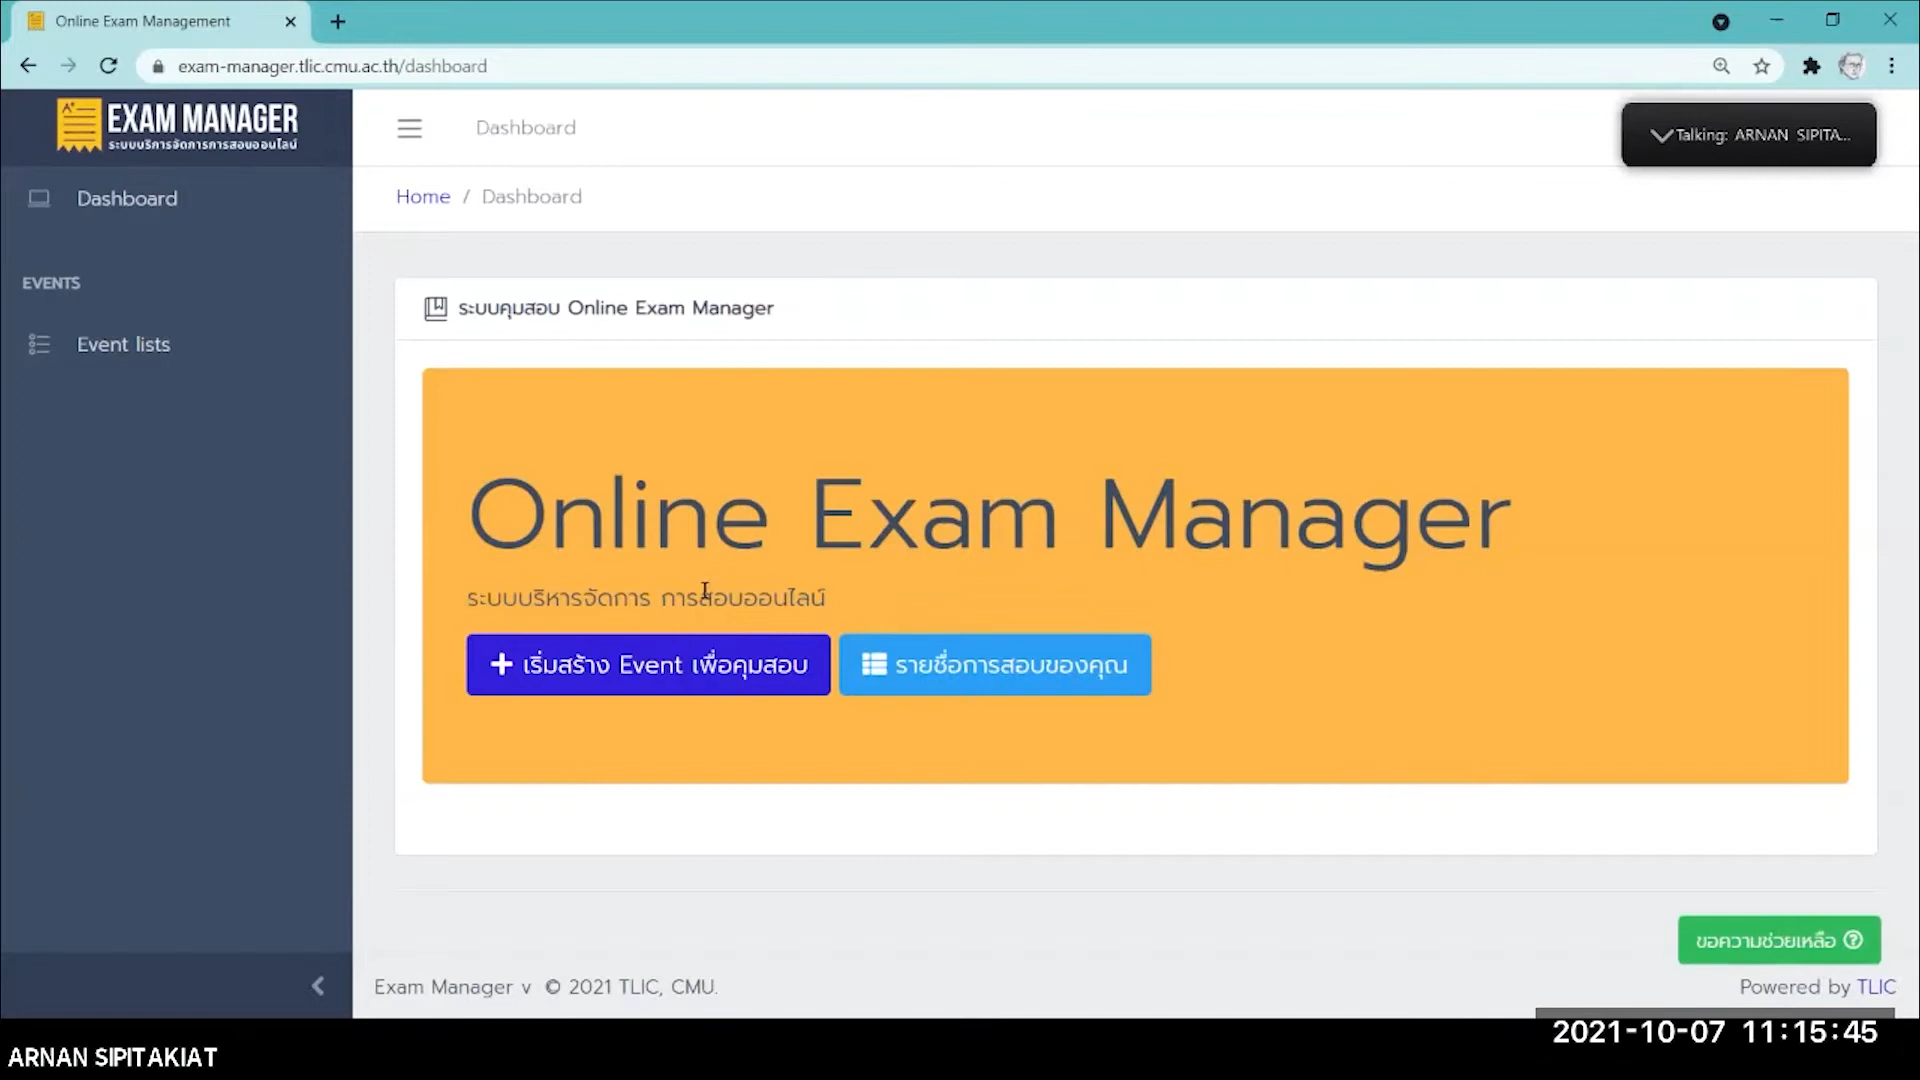 Online Exam Management
exam-manager.tlic.cmu.ac.th/dashboard
EXAM MANAGER
ระบบบริการจัดการการสอบออนไลน์
Dashboard
Talking: ARNAN SIPITA...
Dashboard
Home / Dashboard
EVENTS
ระบบคุมสอบ Online Exam Manager
Event lists
Online Exam Manager
ระบบบริหารจัดการ การสอบออนไลน์
เริ่มสร้าง Event เพื่อคุมสอบ
รายชื่อการสอบของคุณ
ขอความช่วยเหลือ
Exam Manager v © 2021 TLIC, CMU.
Powered by TLIC
2021-10-07 11:15:45
ARNAN SIPITAKIAT